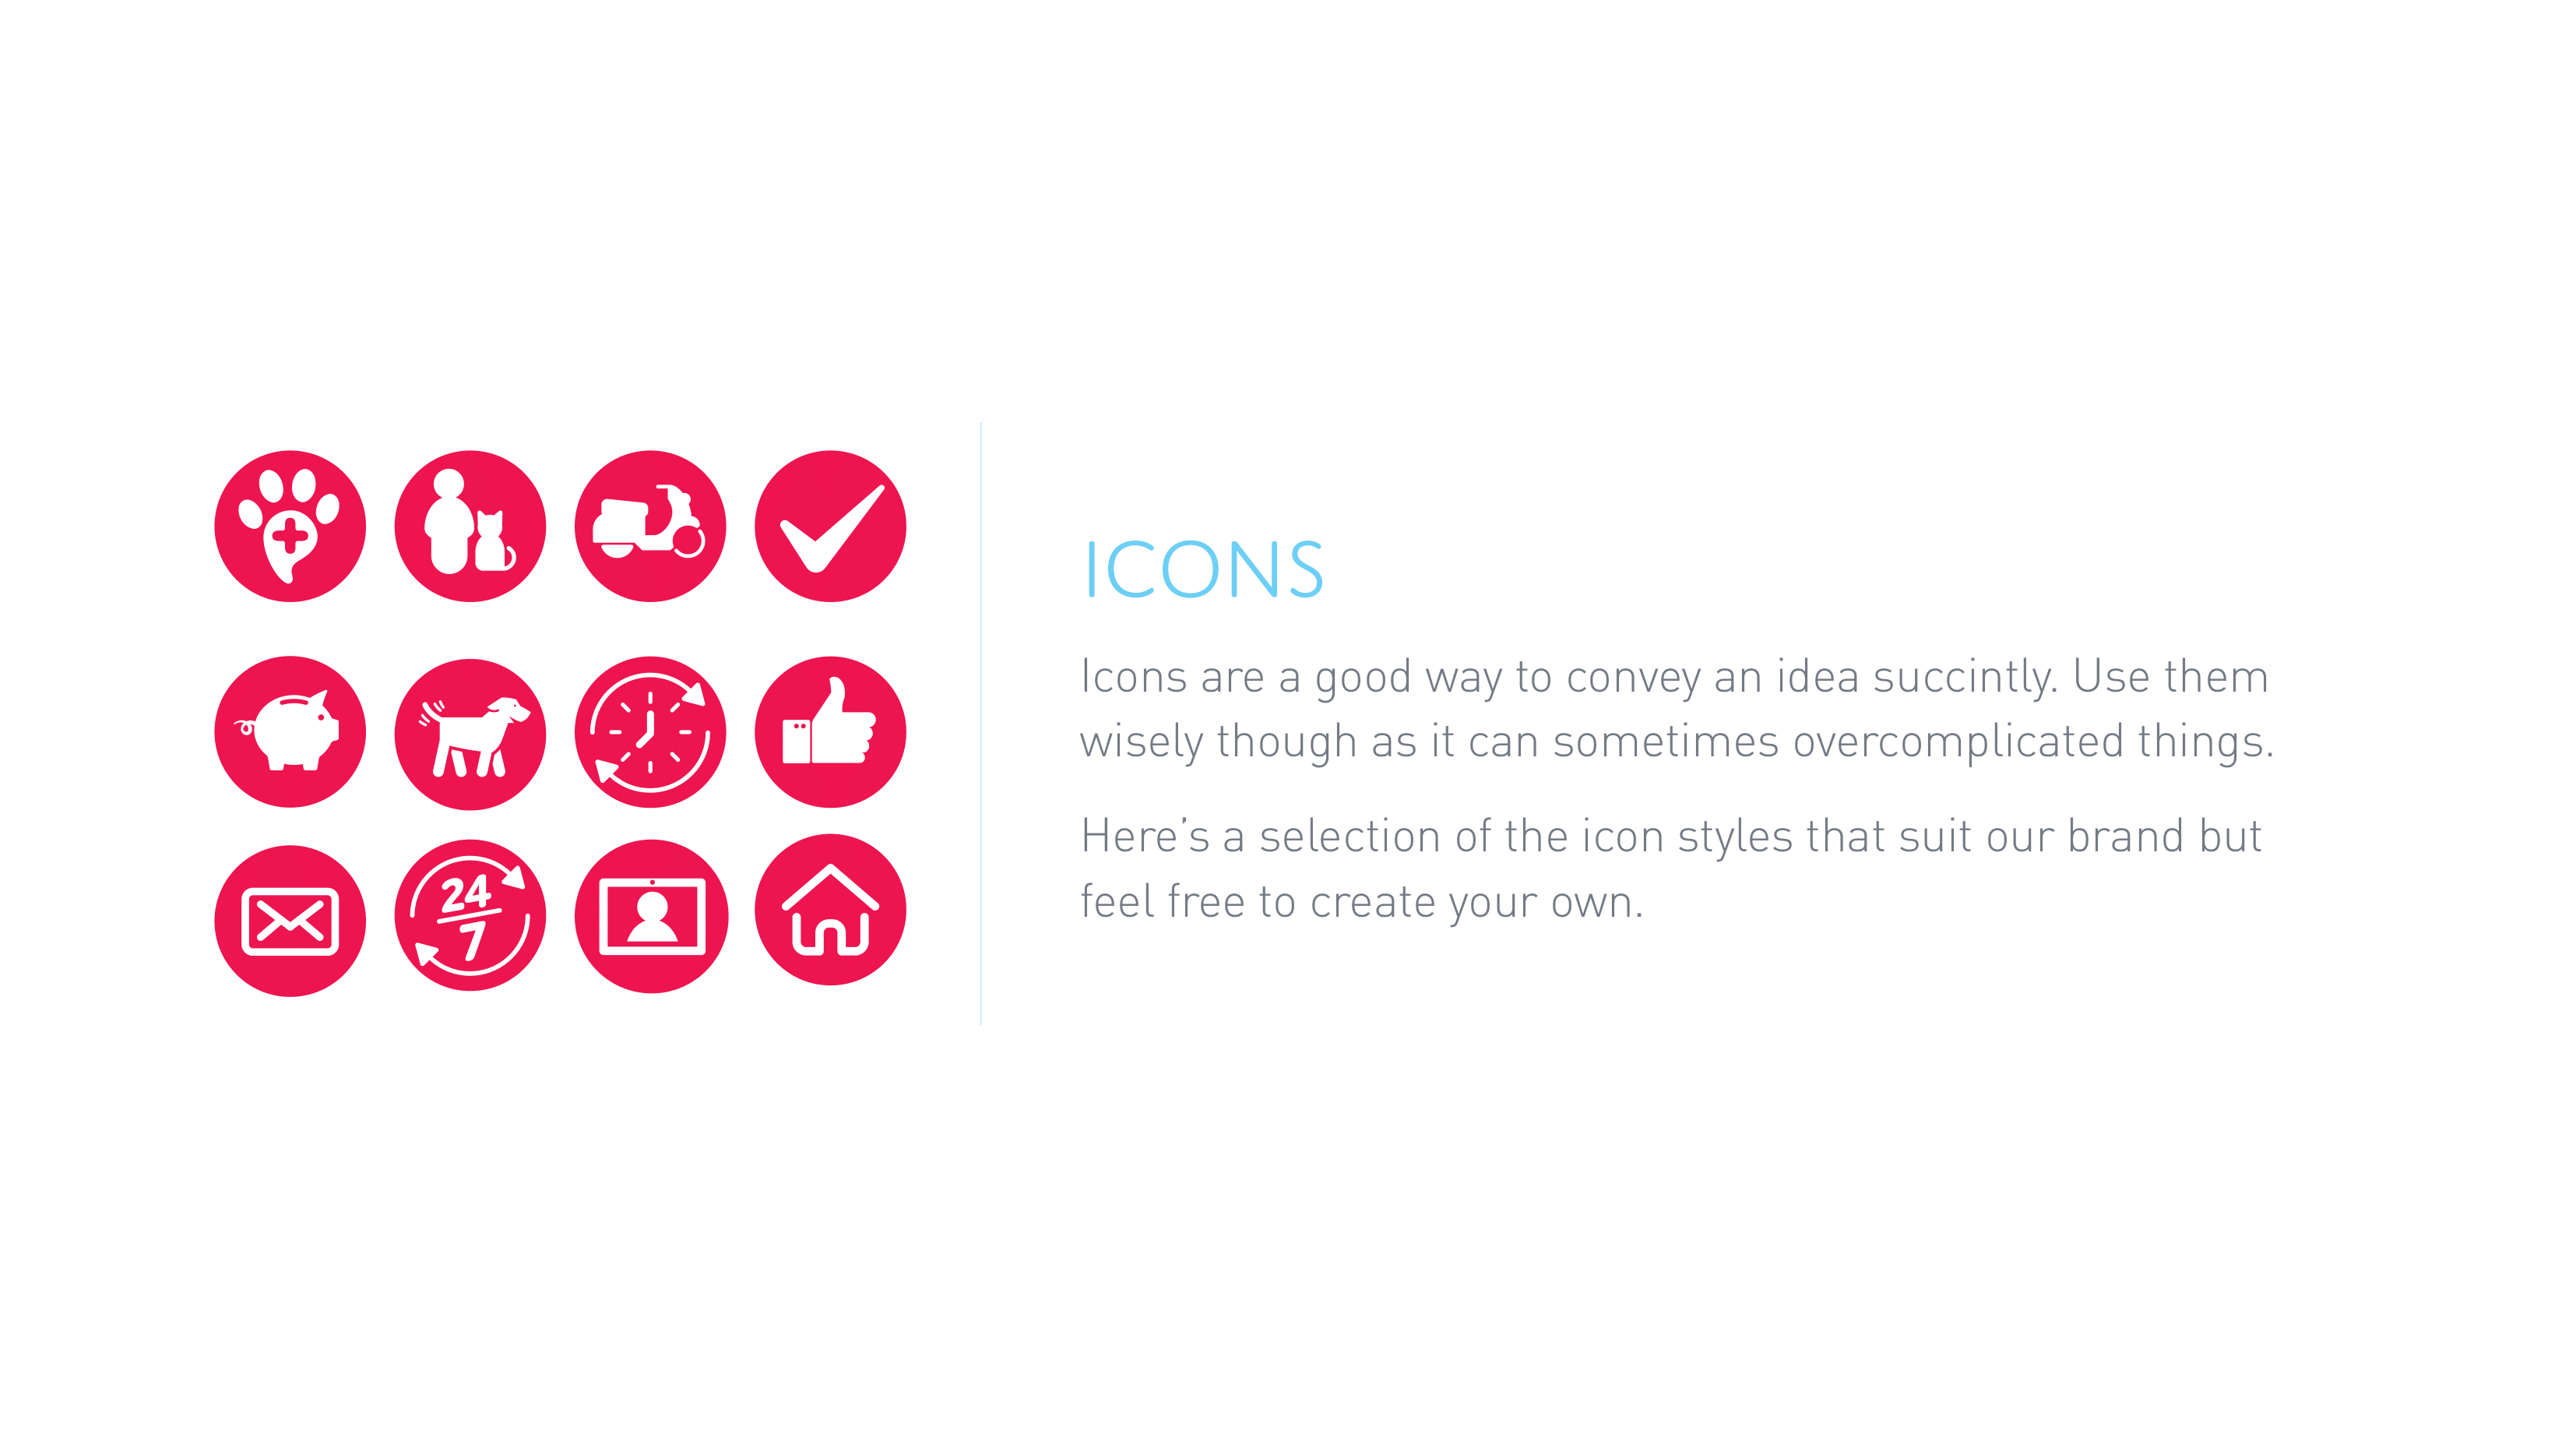 24
7
ICONS
Icons are a good way to convey an idea succintly. Use them
wisely though as it can sometimes overcomplicated things.
Here’s a selection of the icon styles that suit our brand but
feel free to create your own.